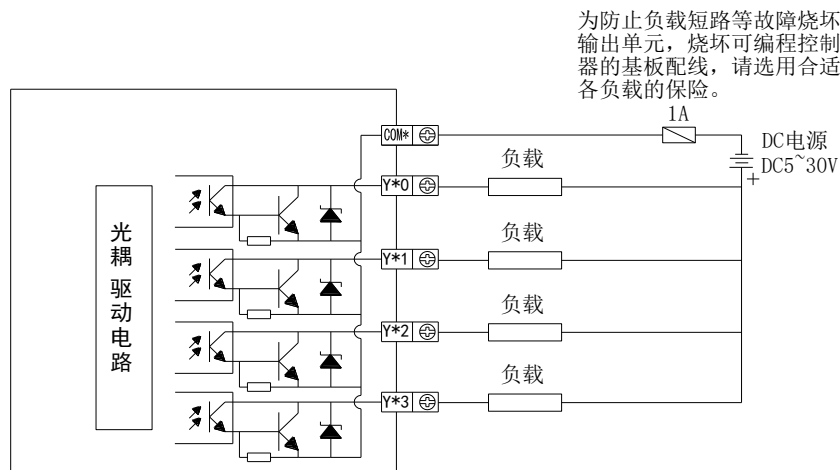 为防止负载短路等故障烧坏
输出单元，烧坏可编程控制
器的基板配线，请选用合适
各负载的保险。
1A
COM*
DC电源
DC5~30V
+
负载
Y*0
光耦 驱动电路
负载
Y*1
负载
Y*2
负载
Y*3